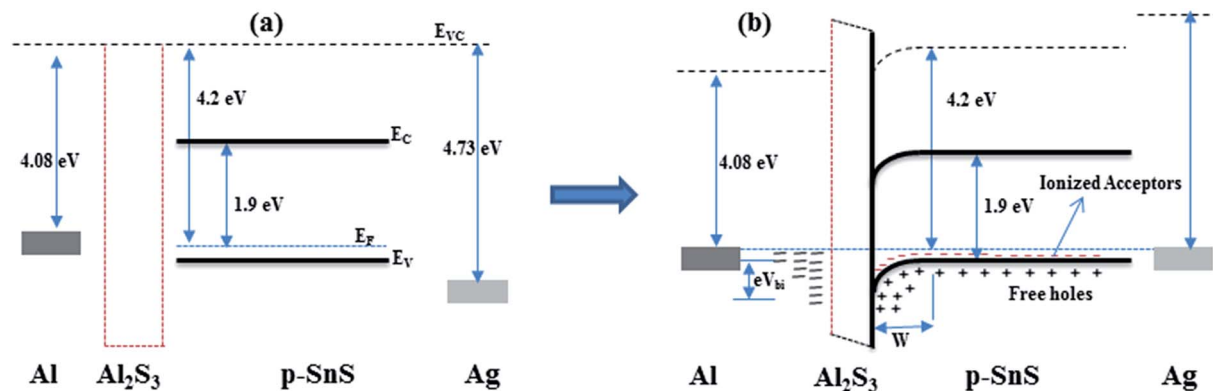 (a)
E_VC
4.08 eV
4.2 eV
E_C
1.9 eV
4.73 eV
E_F
E_V
Al
Al₂S₃
p-SnS
Ag
(b)
4.2 eV
4.08 eV
Ionized Acceptors
1.9 eV
eV_bi
Free holes
W
Al
Al₂S₃
p-SnS
Ag